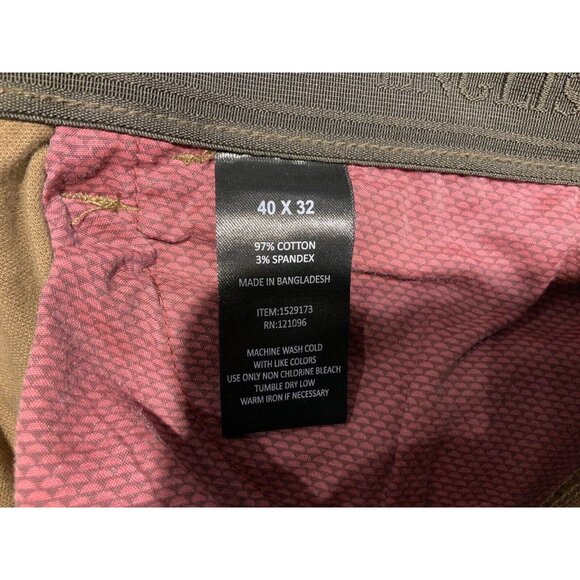 40 X 32
97% COTTON
3% SPANDEX
MADE IN BANGLADESH
ITEM:1S29173
RN:121096
MACHINE WASH COLD
WITH LIKE COLORS
USE ONLY NON CHLORINE BLEACH
TUMBLE DRY LOW
WARM IRON IF NECESSARY